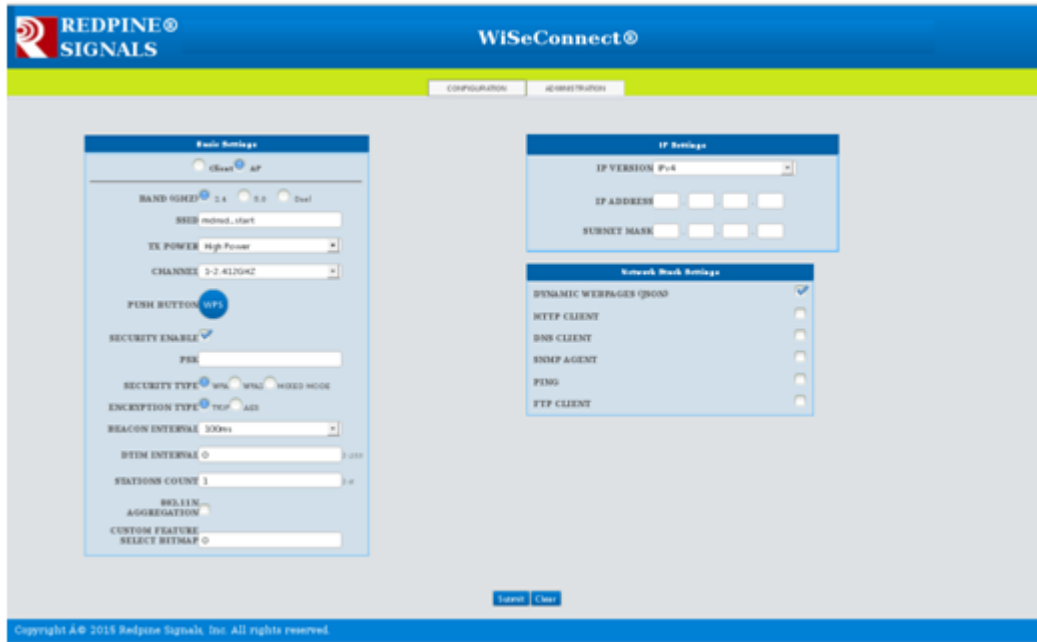 REDPINE®
SIGNALS
WiSeConnect®
CONFIGURATION ADMINISTRATION
Basic Settings
Client AP
BAND (GHZ) 2.4 5.0 Dual
SSID
TX POWER High Power
CHANNEL 1-2.412GHZ
PUSH BUTTON WPS
SECURITY ENABLE
PSK
SECURITY TYPE WPA WPA2 MIXED MODE
ENCRYPTION TYPE TKIP AES
BEACON INTERVAL 100ms
DTIM INTERVAL 0
STATIONS COUNT 1
802.11N
AGGREGATION
CUSTOM FEATURE
SELECT BITMAP 0
IP Settings
IP VERSION IPv4
IP ADDRESS . . .
SUBNET MASK . . .
Network Stack Settings
DYNAMIC WEBPAGES (JSON)
HTTP CLIENT
DNS CLIENT
SNMP AGENT
PING
FTP CLIENT
Submit Clear
Copyright Â© 2015 Redpine Signals, Inc. All rights reserved.